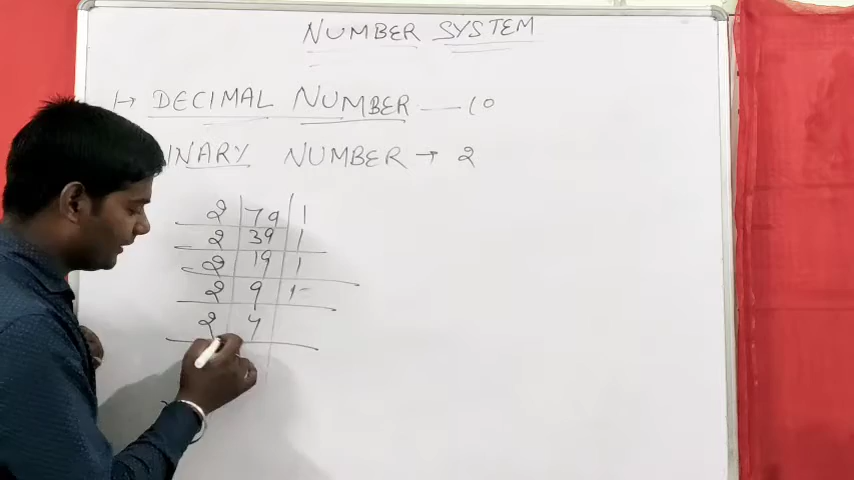 NUMBER SYSTEM
1→ DECIMAL NUMBER — 10
INARY NUMBER → 2
2 79 1
2 39 1
2 19 1
2 9 1
2 4